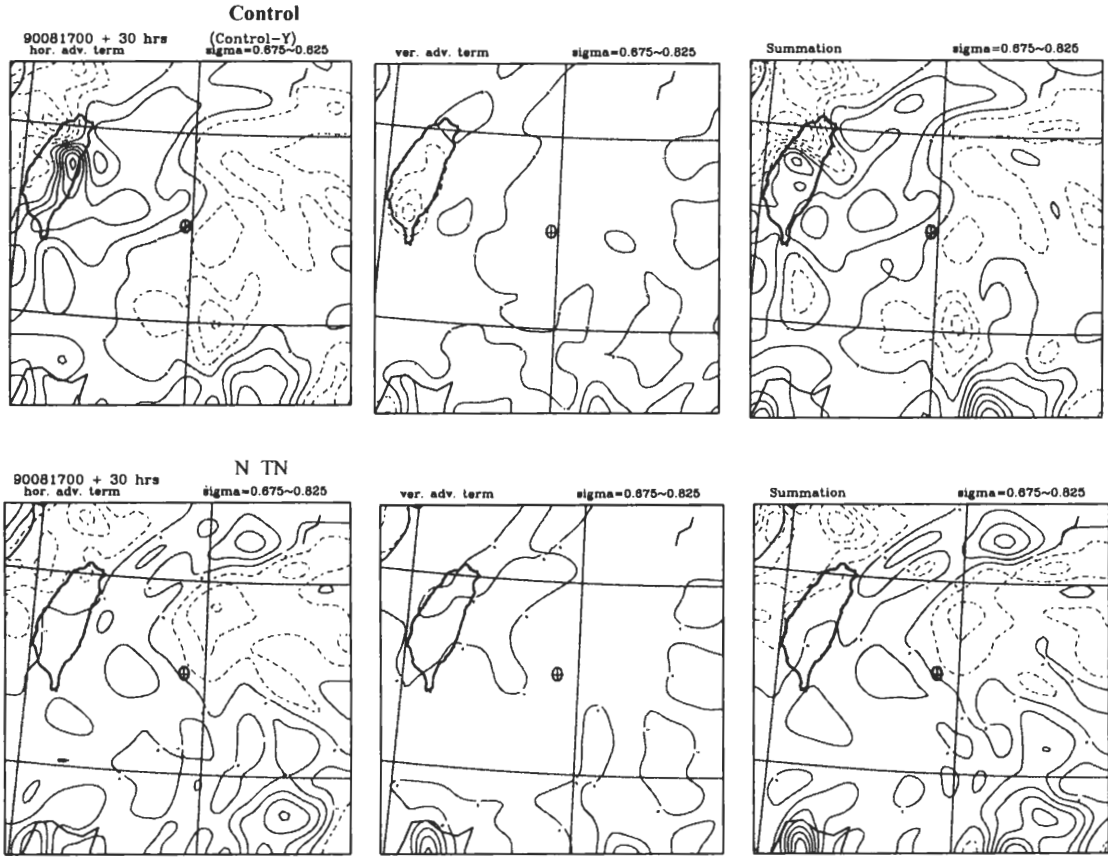 Control
90081700 + 30 hrs (Control-Y)
hor. adv. term sigma=0.675~0.825
ver. adv. term sigma=0.675~0.825
Summation sigma=0.675~0.825
N TN
90081700 + 30 hrs
hor. adv. term sigma=0.675~0.825
ver. adv. term sigma=0.675~0.825
Summation sigma=0.675~0.825